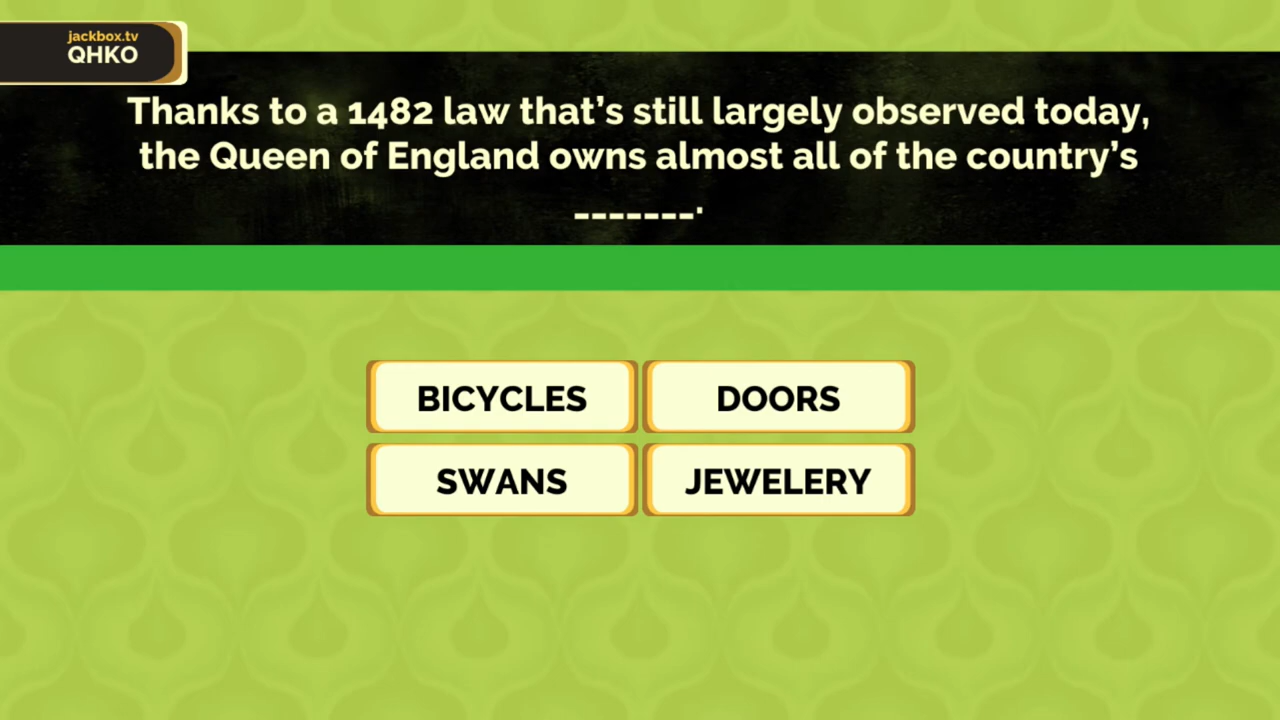 jackbox.tv
QHKO
Thanks to a 1482 law that’s still largely observed today,
the Queen of England owns almost all of the country’s
_______.
BICYCLES
DOORS
SWANS
JEWELERY